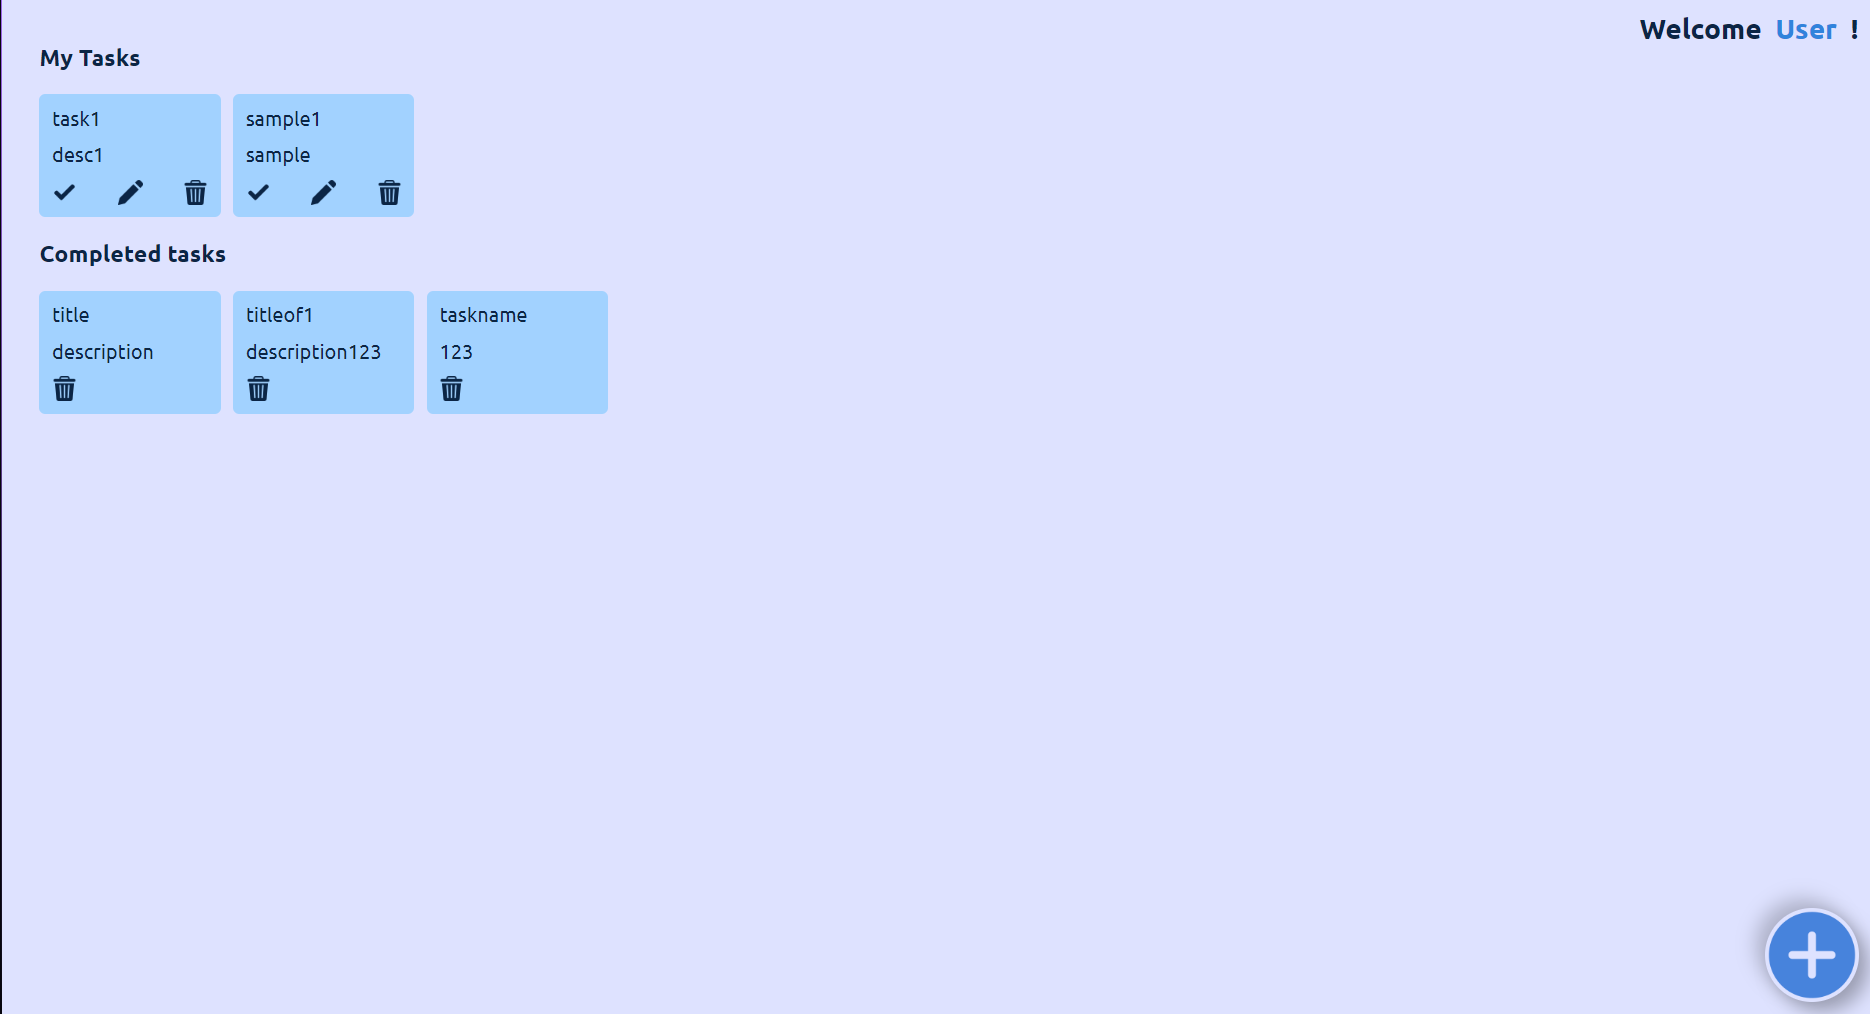 Welcome User !
My Tasks
task1
desc1
sample1
sample
Completed tasks
title
description
titleof1
description123
taskname
123